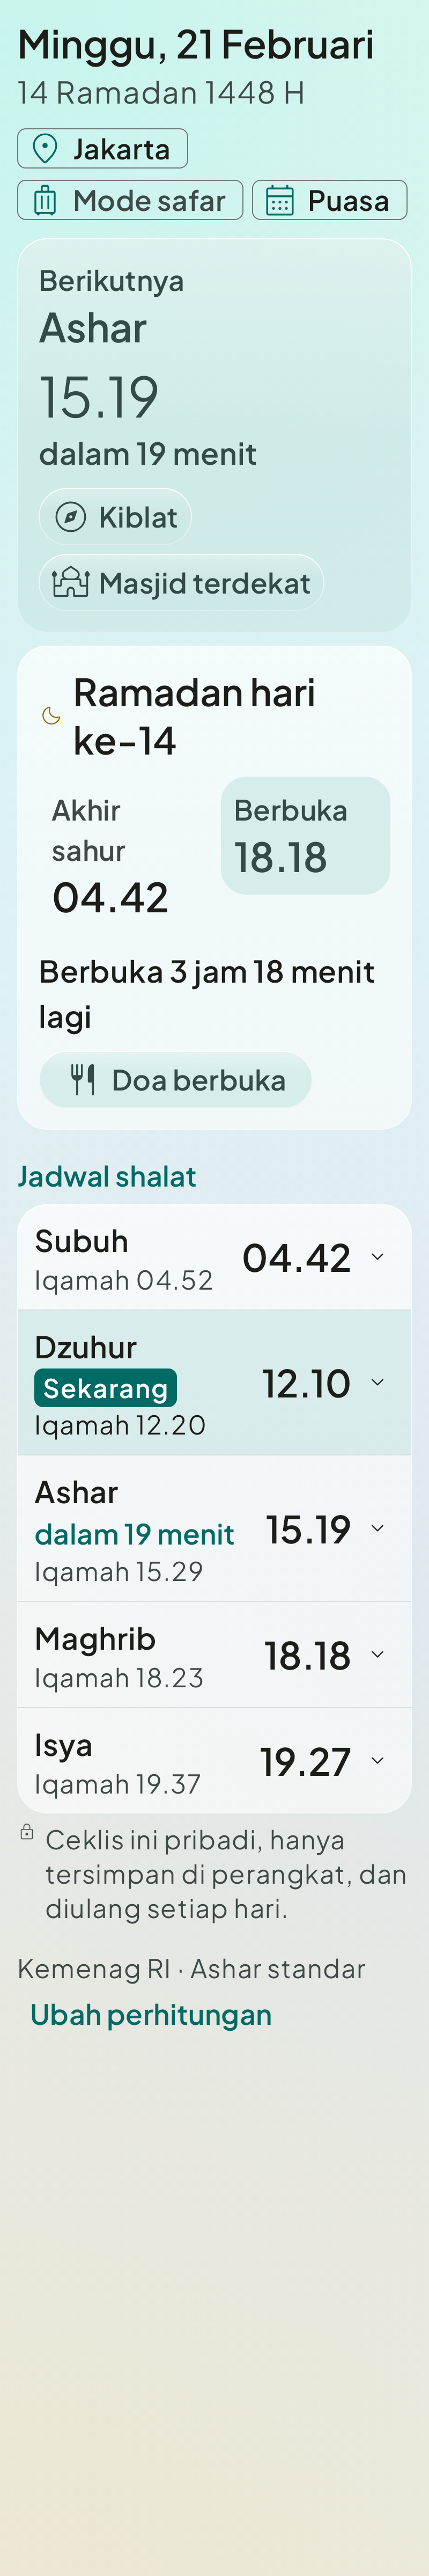 Minggu, 21 Februari
14 Ramadan 1448 H
Jakarta
Mode safar
Puasa
Berikutnya
Ashar
15.19
dalam 19 menit
Kiblat
Masjid terdekat
Ramadan hari
ke-14
Akhir
sahur
04.42
Berbuka
18.18
Berbuka 3 jam 18 menit
lagi
Doa berbuka
Jadwal shalat
Subuh
Iqamah 04.52
04.42
Dzuhur
Sekarang
Iqamah 12.20
12.10
Ashar
dalam 19 menit
Iqamah 15.29
15.19
Maghrib
Iqamah 18.23
18.18
Isya
Iqamah 19.37
19.27
Ceklis ini pribadi, hanya
tersimpan di perangkat, dan
diulang setiap hari.
Kemenag RI · Ashar standar
Ubah perhitungan